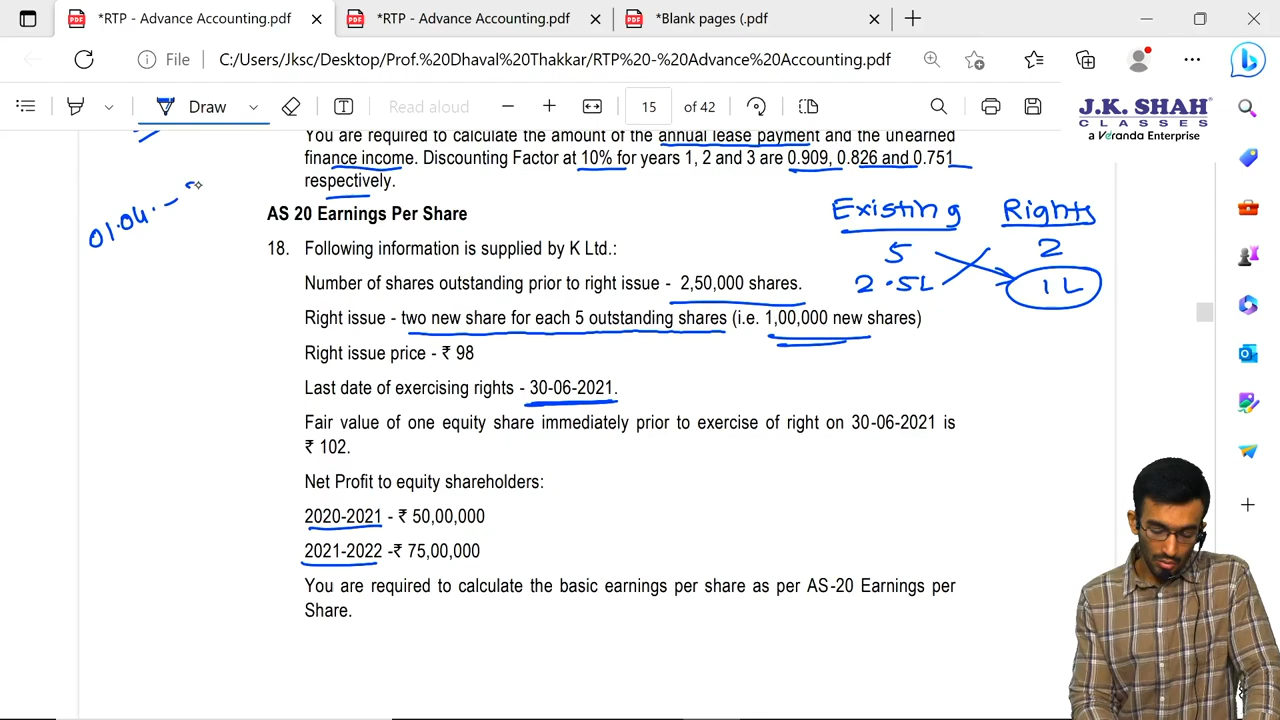 *RTP - Advance Accounting.pdf
*RTP - Advance Accounting.pdf
*Blank pages (.pdf
File C:/Users/Jksc/Desktop/Prof.%20Dhaval%20Thakkar/RTP%20-%20Advance%20Accounting.pdf
Draw
Read aloud
15 of 42
J.K. SHAH®
CLASSES
a Veranda Enterprise
You are required to calculate the amount of the annual lease payment and the unearned
finance income. Discounting Factor at 10% for years 1, 2 and 3 are 0.909, 0.826 and 0.751
respectively.
01.04. -
AS 20 Earnings Per Share
Existing Rights
18. Following information is supplied by K Ltd.:
5 2
Number of shares outstanding prior to right issue - 2,50,000 shares.
2.5L 1L
Right issue - two new share for each 5 outstanding shares (i.e. 1,00,000 new shares)
Right issue price - ₹ 98
Last date of exercising rights - 30-06-2021.
Fair value of one equity share immediately prior to exercise of right on 30-06-2021 is
₹ 102.
Net Profit to equity shareholders:
2020-2021 - ₹ 50,00,000
2021-2022 -₹ 75,00,000
You are required to calculate the basic earnings per share as per AS-20 Earnings per
Share.